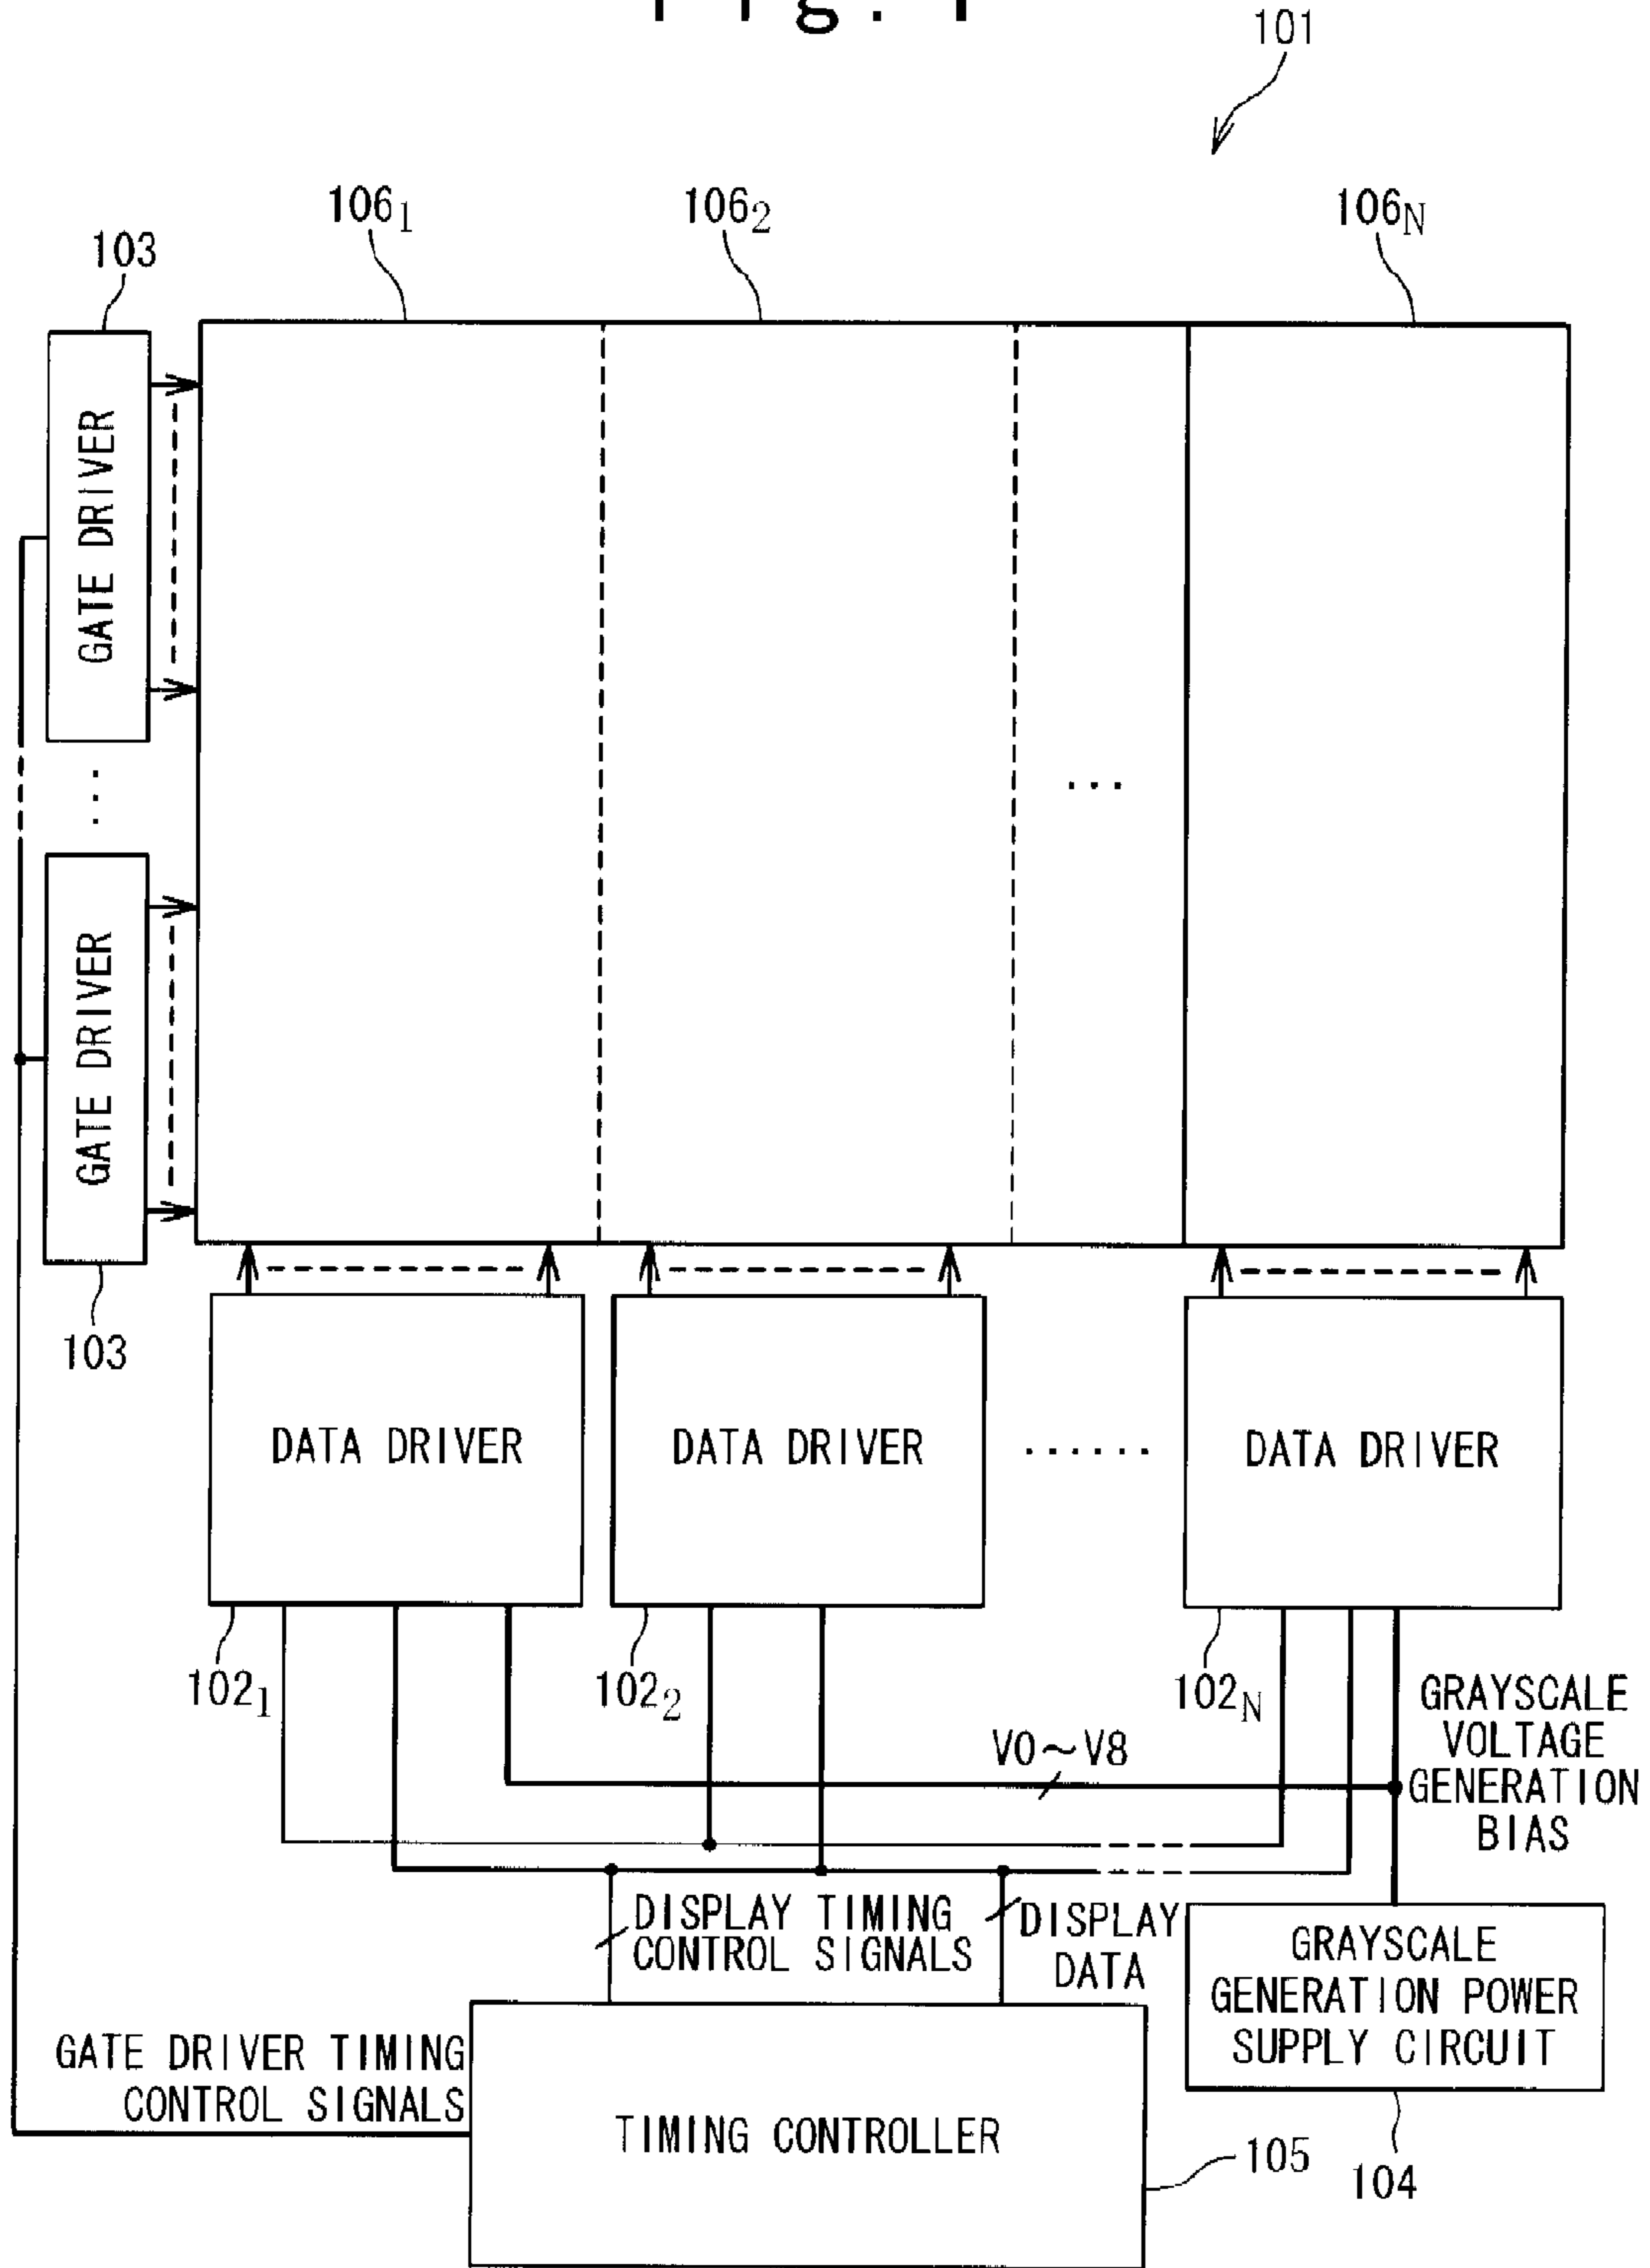 Fig. 1
101
106₁
106₂
106N
103
GATE DRIVER
...
GATE DRIVER
103
...
DATA DRIVER
DATA DRIVER
......
DATA DRIVER
102₁
102₂
102N
V0~V8
GRAYSCALE
VOLTAGE
GENERATION
BIAS
DISPLAY TIMING
CONTROL SIGNALS
DISPLAY
DATA
GRAYSCALE
GENERATION POWER
SUPPLY CIRCUIT
104
GATE DRIVER TIMING
CONTROL SIGNALS
TIMING CONTROLLER
105